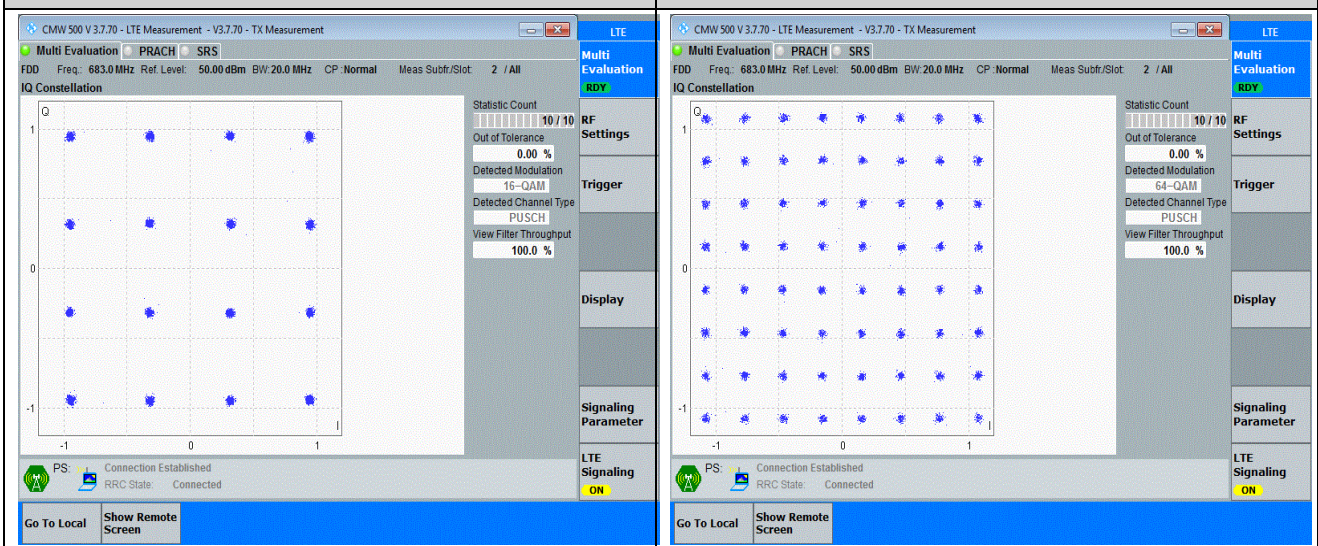 CMW 500 V 3.7.70 - LTE Measurement - V3.7.70 - TX Measurement
LTE
Multi Evaluation PRACH SRS
FDD Freq.: 683.0 MHz Ref. Level: 50.00 dBm BW: 20.0 MHz CP : Normal Meas Subfr./Slot: 2 / All
IQ Constellation
Q
1
0
-1
-1 0 1
I
Statistic Count
10 / 10
Out of Tolerance
0.00 %
Detected Modulation
16-QAM
Detected Channel Type
PUSCH
View Filter Throughput
100.0 %
Multi
Evaluation
RDY
RF
Settings
Trigger
Display
Signaling
Parameter
LTE
Signaling
ON
PS: Connection Established
RRC State: Connected
Go To Local
Show Remote
Screen
CMW 500 V 3.7.70 - LTE Measurement - V3.7.70 - TX Measurement
LTE
Multi Evaluation PRACH SRS
FDD Freq.: 683.0 MHz Ref. Level: 50.00 dBm BW: 20.0 MHz CP : Normal Meas Subfr./Slot: 2 / All
IQ Constellation
Q
1
0
-1
-1 0 1
I
Statistic Count
10 / 10
Out of Tolerance
0.00 %
Detected Modulation
64-QAM
Detected Channel Type
PUSCH
View Filter Throughput
100.0 %
Multi
Evaluation
RDY
RF
Settings
Trigger
Display
Signaling
Parameter
LTE
Signaling
ON
PS: Connection Established
RRC State: Connected
Go To Local
Show Remote
Screen